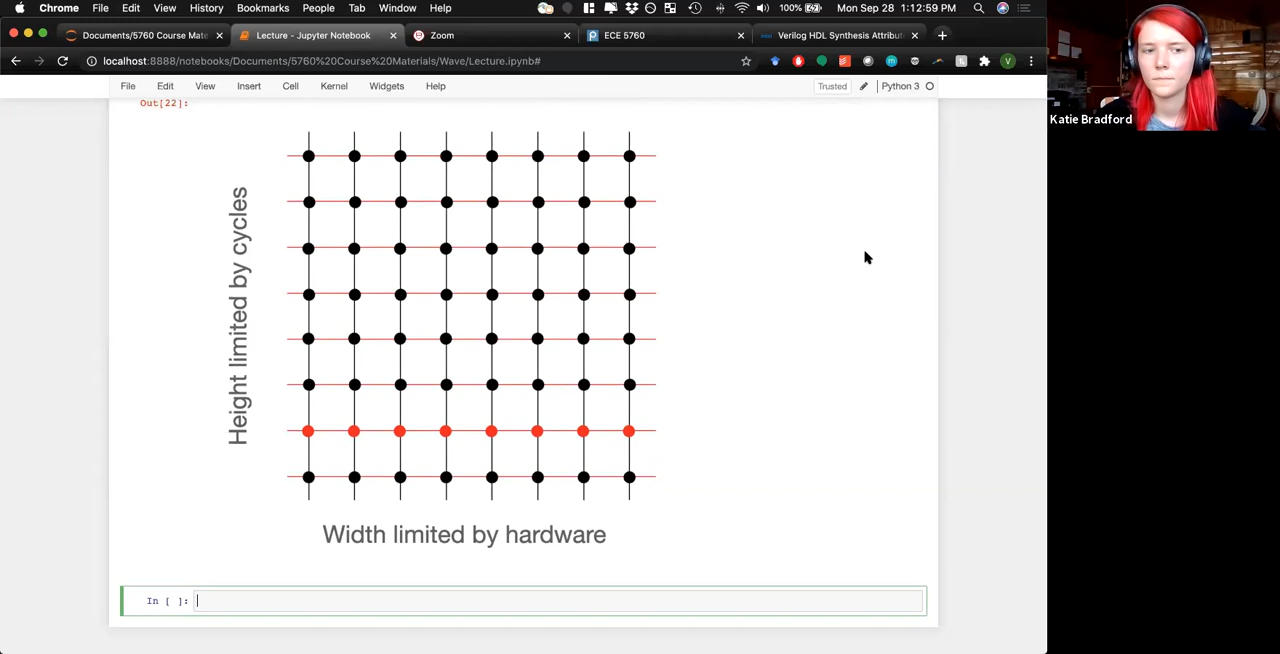 Chrome File Edit View History Bookmarks People Tab Window Help 100% Mon Sep 28 1:12:59 PM
Documents/5760 Course Mate Lecture - Jupyter Notebook Zoom ECE 5760 Verilog HDL Synthesis Attribut
localhost:8888/notebooks/Documents/5760%20Course%20Materials/Wave/Lecture.ipynb# V
File Edit View Insert Cell Kernel Widgets Help Trusted Python 3
Katie Bradford
Out[22]:
Height limited by cycles
Width limited by hardware
In [ ]: